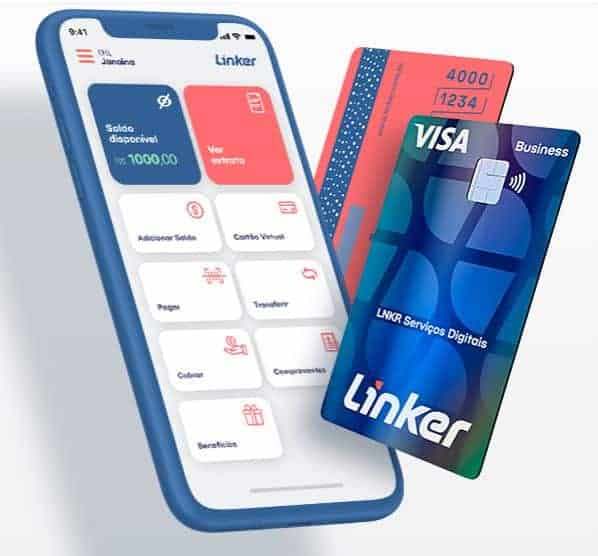 9:41
Olá,
Janaina
Linker
Saldo
disponível
R$ 1000,00
Ver
extrato
Adicionar Saldo
Cartão Virtual
Pagar
Transferir
Cobrar
Comprovantes
Benefícios
4000
1234
VISA
Business
LNKR Serviços Digitais
Linker